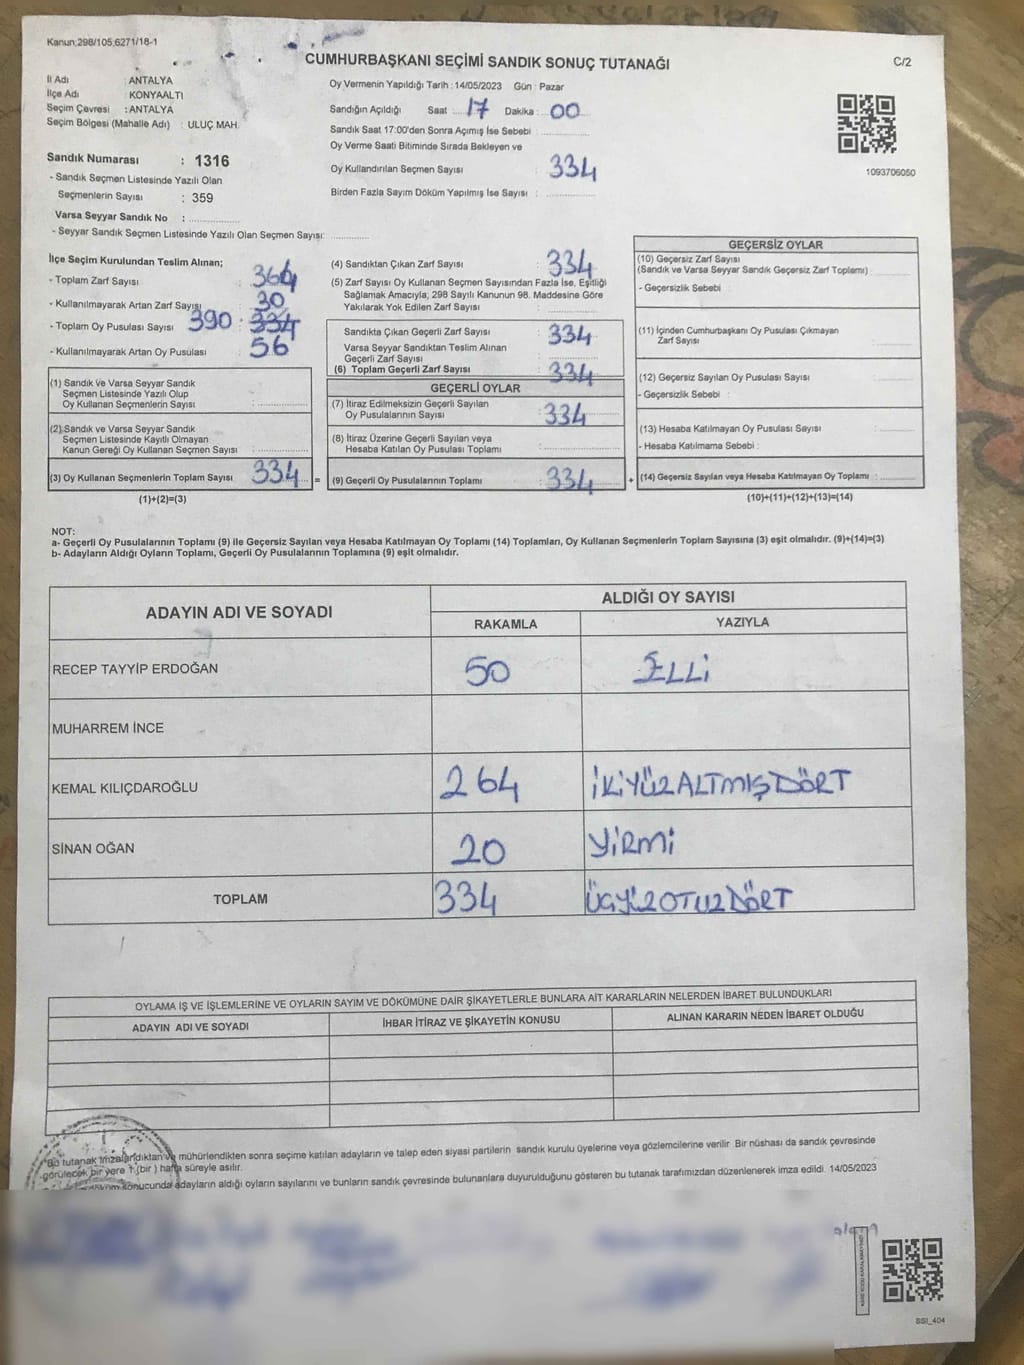 Kanun;298/105,6271/18-1
CUMHURBAŞKANI SEÇİMİ SANDIK SONUÇ TUTANAĞI
C/2
İl Adı : ANTALYA
İlçe Adı : KONYAALTI
Seçim Çevresi : ANTALYA
Seçim Bölgesi (Mahalle Adı) : ULUÇ MAH.
Sandık Numarası : 1316
- Sandık Seçmen Listesinde Yazılı Olan
Seçmenlerin Sayısı : 359
Varsa Seyyar Sandık No :
- Seyyar Sandık Seçmen Listesinde Yazılı Olan Seçmen Sayısı:
Oy Vermenin Yapıldığı Tarih : 14/05/2023 Gün : Pazar
Sandığın Açıldığı Saat 17 Dakika : 00
Sandık Saat 17:00'den Sonra Açımış İse Sebebi :
Oy Verme Saati Bitiminde Sırada Bekleyen ve
Oy Kullandırılan Seçmen Sayısı : 334
Birden Fazla Sayım Döküm Yapılmış İse Sayısı :
1093706050
İlçe Seçim Kurulundan Teslim Alınan;
- Toplam Zarf Sayısı : 364
- Kullanılmayarak Artan Zarf Sayısı : 30
- Toplam Oy Pusulası Sayısı 390 : 334
- Kullanılmayarak Artan Oy Pusulası : 56
(1) Sandık Ve Varsa Seyyar Sandık
Seçmen Listesinde Yazılı Olup
Oy Kullanan Seçmenlerin Sayısı :
(2) Sandık ve Varsa Seyyar Sandık
Seçmen Listesinde Kayıtlı Olmayan
Kanun Gereği Oy Kullanan Seçmen Sayısı :
(3) Oy Kullanan Seçmenlerin Toplam Sayısı : 334 =
(1)+(2)=(3)
(4) Sandıktan Çıkan Zarf Sayısı : 334
(5) Zarf Sayısı Oy Kullanan Seçmen Sayısından Fazla İse, Eşitliği
Sağlamak Amacıyla; 298 Sayılı Kanunun 98. Maddesine Göre
Yakılarak Yok Edilen Zarf Sayısı :
Sandıkta Çıkan Geçerli Zarf Sayısı : 334
Varsa Seyyar Sandıktan Teslim Alınan
Geçerli Zarf Sayısı :
(6) Toplam Geçerli Zarf Sayısı : 334
GEÇERLİ OYLAR
(7) İtiraz Edilmeksizin Geçerli Sayılan
Oy Pusulalarının Sayısı : 334
(8) İtiraz Üzerine Geçerli Sayılan veya
Hesaba Katılan Oy Pusulası Toplamı :
(9) Geçerli Oy Pusulalarının Toplamı : 334 +
GEÇERSİZ OYLAR
(10) Geçersiz Zarf Sayısı
(Sandık ve Varsa Seyyar Sandık Geçersiz Zarf Toplamı) :
- Geçersizlik Sebebi :
(11) İçinden Cumhurbaşkanı Oy Pusulası Çıkmayan
Zarf Sayısı :
(12) Geçersiz Sayılan Oy Pusulası Sayısı :
- Geçersizlik Sebebi :
(13) Hesaba Katılmayan Oy Pusulası Sayısı :
- Hesaba Katılmama Sebebi :
(14) Geçersiz Sayılan veya Hesaba Katılmayan Oy Toplamı :
(10)+(11)+(12)+(13)=(14)
NOT:
a- Geçerli Oy Pusulalarının Toplamı (9) ile Geçersiz Sayılan veya Hesaba Katılmayan Oy Toplamı (14) Toplamları, Oy Kullanan Seçmenlerin Toplam Sayısına (3) eşit olmalıdır. (9)+(14)=(3)
b- Adayların Aldığı Oyların Toplamı, Geçerli Oy Pusulalarının Toplamına (9) eşit olmalıdır.
ADAYIN ADI VE SOYADI ALDIĞI OY SAYISI
RAKAMLA YAZIYLA
RECEP TAYYİP ERDOĞAN 50 ELLİ
MUHARREM İNCE
KEMAL KILIÇDAROĞLU 264 İKİYÜZALTMIŞDÖRT
SİNAN OĞAN 20 YİRMİ
TOPLAM 334 ÜÇYÜZOTUZDÖRT
OYLAMA İŞ VE İŞLEMLERİNE VE OYLARIN SAYIM VE DÖKÜMÜNE DAİR ŞİKAYETLERLE BUNLARA AİT KARARLARIN NELERDEN İBARET BULUNDUKLARI
ADAYIN ADI VE SOYADI İHBAR İTİRAZ VE ŞİKAYETİN KONUSU ALINAN KARARIN NEDEN İBARET OLDUĞU
Bu tutanak imzalandıktan ve mühürlendikten sonra seçime katılan adayların ve talep eden siyasi partilerin sandık kurulu üyelerine veya gözlemcilerine verilir. Bir nüshası da sandık çevresinde
görülecek bir yere 1 (bir) hafta süreyle asılır.
sonucunda adayların aldığı oyların sayılarını ve bunların sandık çevresinde bulunanlara duyurulduğunu gösteren bu tutanak tarafımızdan düzenlenerek imza edildi. 14/05/2023
SSI_404